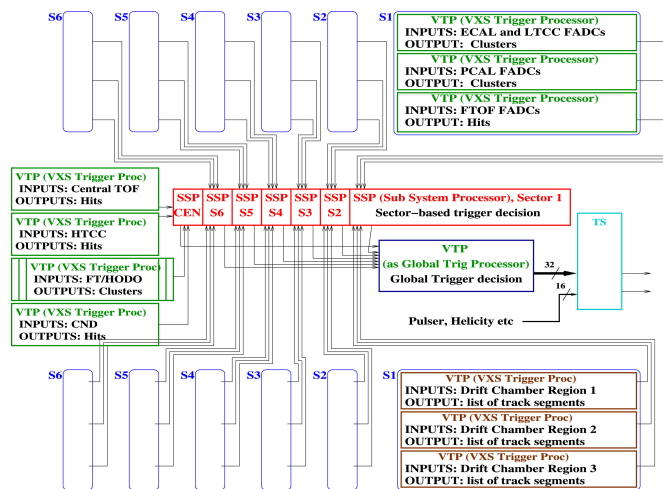 S6
S5
S4
S3
S2
S1
VTP (VXS Trigger Processor)
INPUTS: ECAL and LTCC FADCs
OUTPUT: Clusters
VTP (VXS Trigger Processor)
INPUTS: PCAL FADCs
OUTPUT: Clusters
VTP (VXS Trigger Processor)
INPUTS: FTOF FADCs
OUTPUT: Hits
VTP (VXS Trigger Proc)
INPUTS: Central TOF
OUTPUTS: Hits
VTP (VXS Trigger Proc)
INPUTS: HTCC
OUTPUTS: Hits
VTP (VXS Trigger Proc)
INPUTS: FT/HODO
OUTPUTS: Clusters
VTP (VXS Trigger Proc)
INPUTS: CND
OUTPUTS: Hits
SSP
CEN
SSP
S6
SSP
S5
SSP
S4
SSP
S3
SSP
S2
SSP (Sub System Processor), Sector 1
Sector−based trigger decision
VTP
(as Global Trig Processor)
Global Trigger decision
32
16
TS
Pulser, Helicity etc
S6
S5
S4
S3
S2
S1
VTP (VXS Trigger Proc)
INPUTS: Drift Chamber Region 1
OUTPUT: list of track segments
VTP (VXS Trigger Proc)
INPUTS: Drift Chamber Region 2
OUTPUT: list of track segments
VTP (VXS Trigger Proc)
INPUTS: Drift Chamber Region 3
OUTPUT: list of track segments